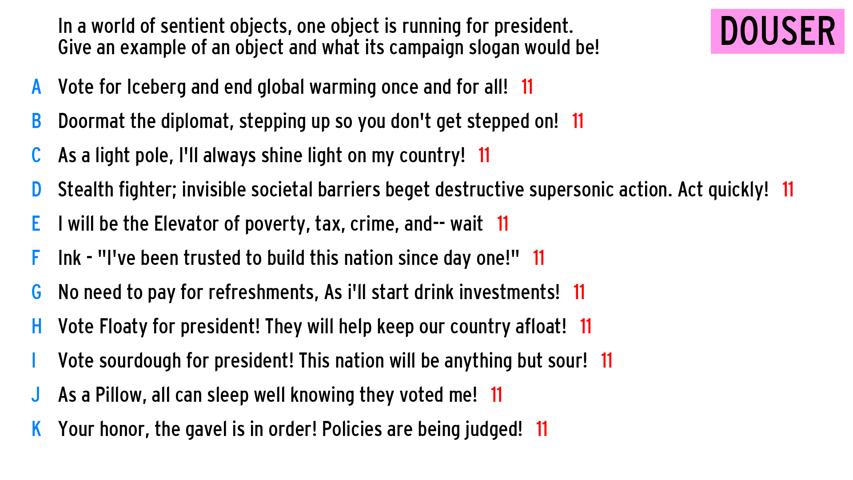 In a world of sentient objects, one object is running for president.
Give an example of an object and what its campaign slogan would be!
DOUSER
A Vote for Iceberg and end global warming once and for all! 11
B Doormat the diplomat, stepping up so you don't get stepped on! 11
C As a light pole, I'll always shine light on my country! 11
D Stealth fighter; invisible societal barriers beget destructive supersonic action. Act quickly! 11
E I will be the Elevator of poverty, tax, crime, and-- wait 11
F Ink - "I've been trusted to build this nation since day one!" 11
G No need to pay for refreshments, As i'll start drink investments! 11
H Vote Floaty for president! They will help keep our country afloat! 11
I Vote sourdough for president! This nation will be anything but sour! 11
J As a Pillow, all can sleep well knowing they voted me! 11
K Your honor, the gavel is in order! Policies are being judged! 11